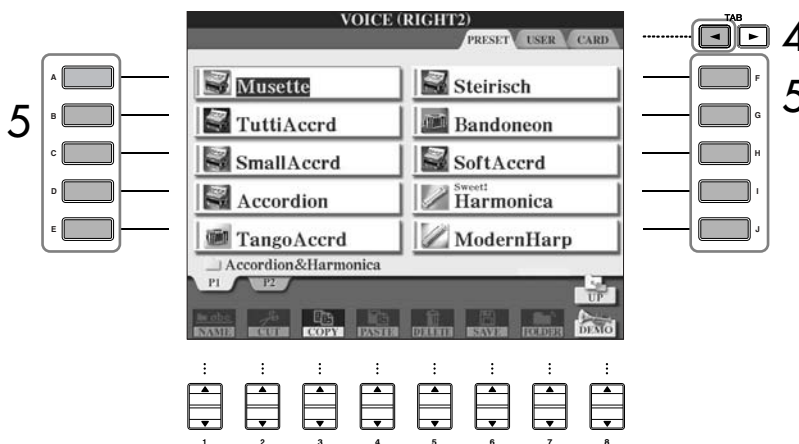 VOICE (RIGHT2)
PRESET USER CARD
TAB
4
5
5
A
B
C
D
E
F
G
H
I
J
Musette
Steirisch
TuttiAccrd
Bandoneon
SmallAccrd
SoftAccrd
Accordion
Sweet!
Harmonica
TangoAccrd
ModernHarp
Accordion&Harmonica
P1 P2
UP
NAME CUT COPY PASTE DELETE SAVE FOLDER DEMO
1 2 3 4 5 6 7 8